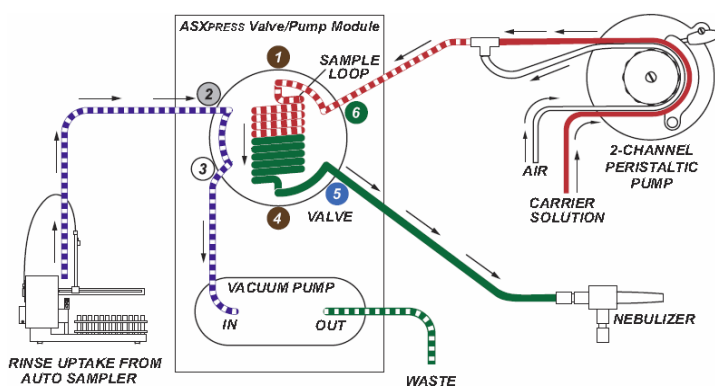 ASXPRESS Valve/Pump Module
1
SAMPLE
LOOP
2
6
3
4
5
VALVE
2-CHANNEL
PERISTALTIC
PUMP
AIR
CARRIER
SOLUTION
VACUUM PUMP
IN
OUT
NEBULIZER
RINSE UPTAKE FROM
AUTO SAMPLER
WASTE